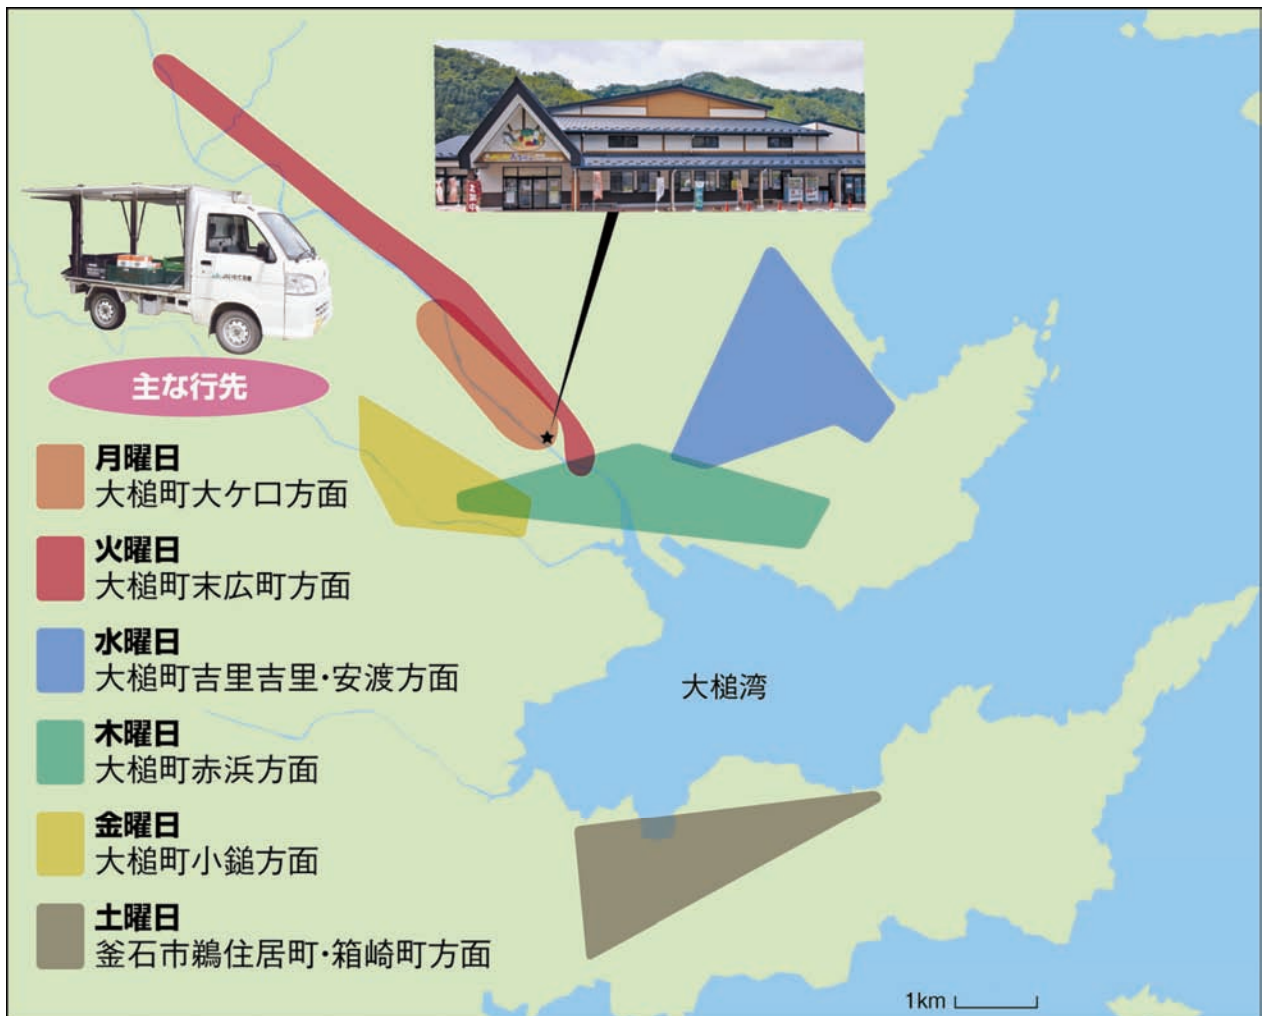 主な行先
月曜日
大槌町大ケ口方面
火曜日
大槌町末広町方面
水曜日
大槌町吉里吉里・安渡方面
木曜日
大槌町赤浜方面
金曜日
大槌町小鎚方面
土曜日
釜石市鵜住居町・箱崎町方面
大槌湾
1km